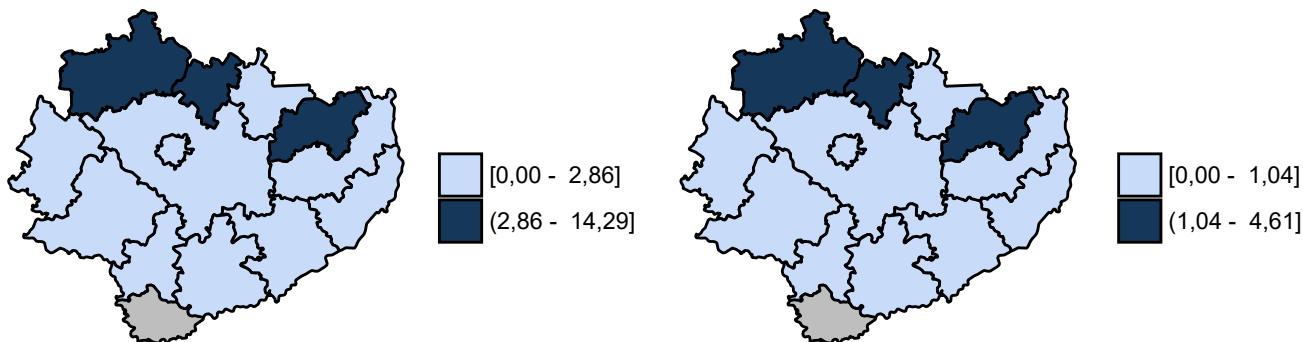 [0,00 - 2,86]
(2,86 - 14,29]
[0,00 - 1,04]
(1,04 - 4,61]